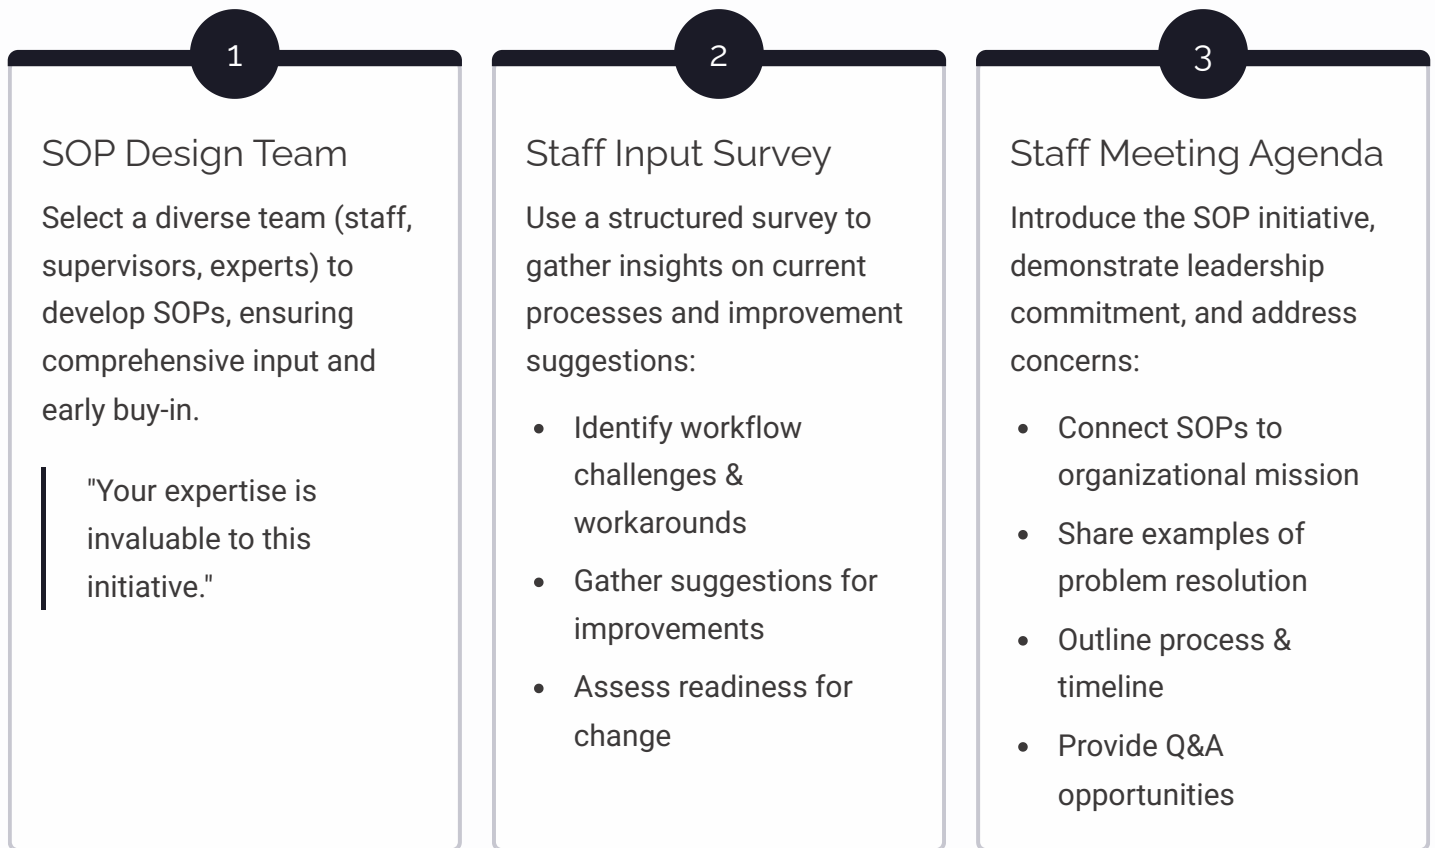 1
SOP Design Team
Select a diverse team (staff,
supervisors, experts) to
develop SOPs, ensuring
comprehensive input and
early buy-in.
"Your expertise is
invaluable to this
initiative."
2
Staff Input Survey
Use a structured survey to
gather insights on current
processes and improvement
suggestions:
• Identify workflow
challenges &
workarounds
• Gather suggestions for
improvements
• Assess readiness for
change
3
Staff Meeting Agenda
Introduce the SOP initiative,
demonstrate leadership
commitment, and address
concerns:
• Connect SOPs to
organizational mission
• Share examples of
problem resolution
• Outline process &
timeline
• Provide Q&A
opportunities